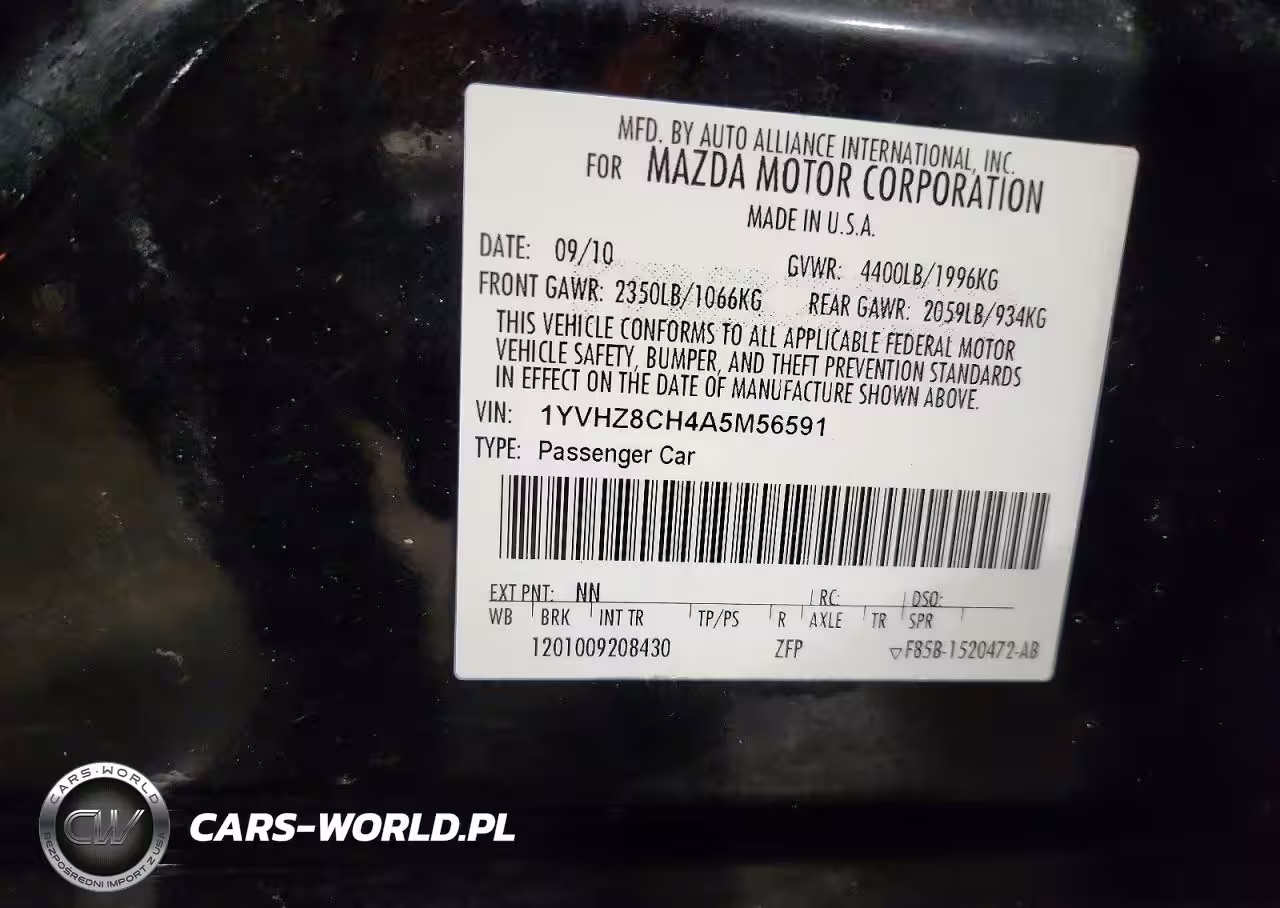 MFD. BY AUTO ALLIANCE INTERNATIONAL, INC.
FOR MAZDA MOTOR CORPORATION
MADE IN U.S.A.
DATE: 09/10 GVWR: 4400LB/1996KG
FRONT GAWR: 2350LB/1066KG REAR GAWR: 2059LB/934KG
THIS VEHICLE CONFORMS TO ALL APPLICABLE FEDERAL MOTOR
VEHICLE SAFETY, BUMPER, AND THEFT PREVENTION STANDARDS
IN EFFECT ON THE DATE OF MANUFACTURE SHOWN ABOVE.
VIN: 1YVHZ8CH4A5M56591
TYPE: Passenger Car
EXT PNT: NN RC: DSO:
WB BRK INT TR TP/PS R AXLE TR SPR
1201009208430 ZFP ▽F85B-1520472-AB
CARS-WORLD
CW
BEZPOŚREDNI IMPORT Z USA
CARS-WORLD.PL